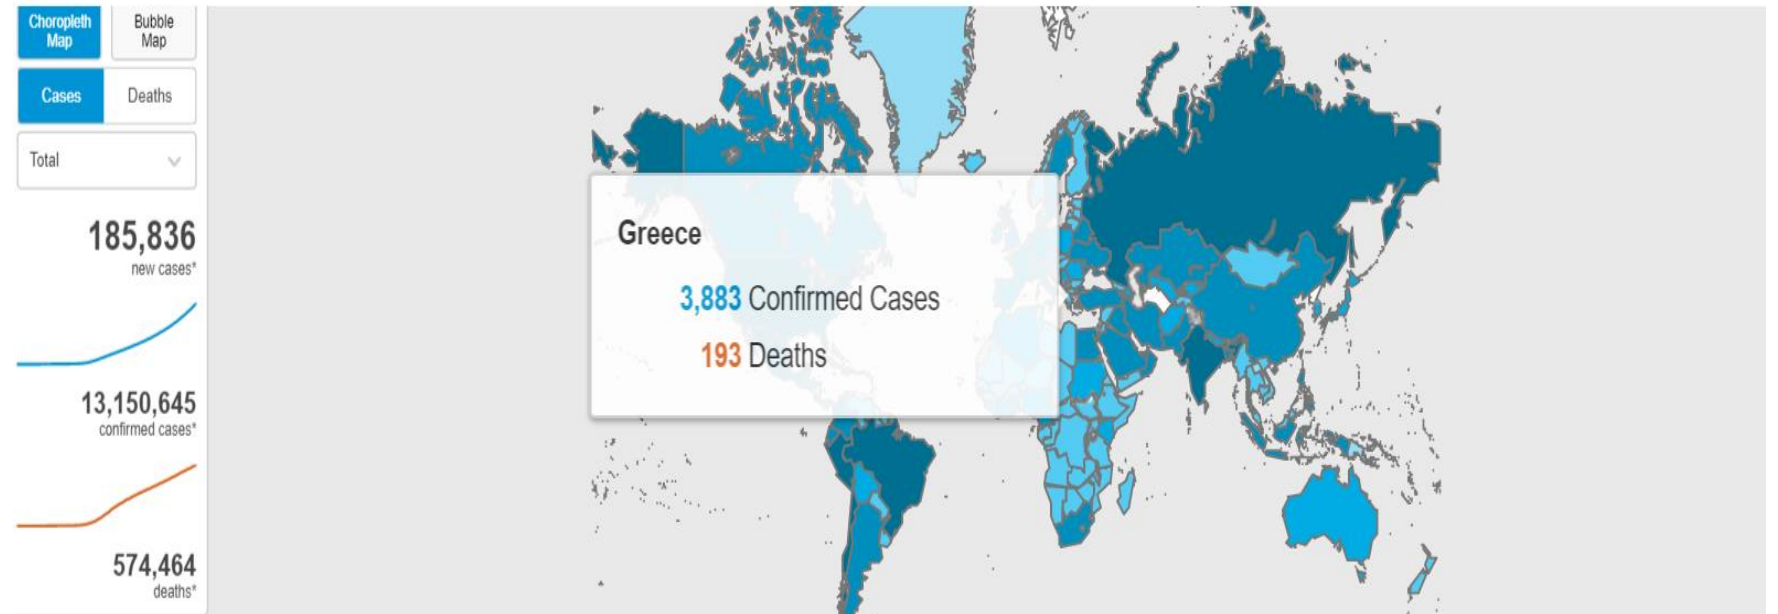 Choropleth
Map
Bubble
Map
Cases
Deaths
Total
185,836
new cases*
13,150,645
confirmed cases*
574,464
deaths*
Greece
3,883 Confirmed Cases
193 Deaths